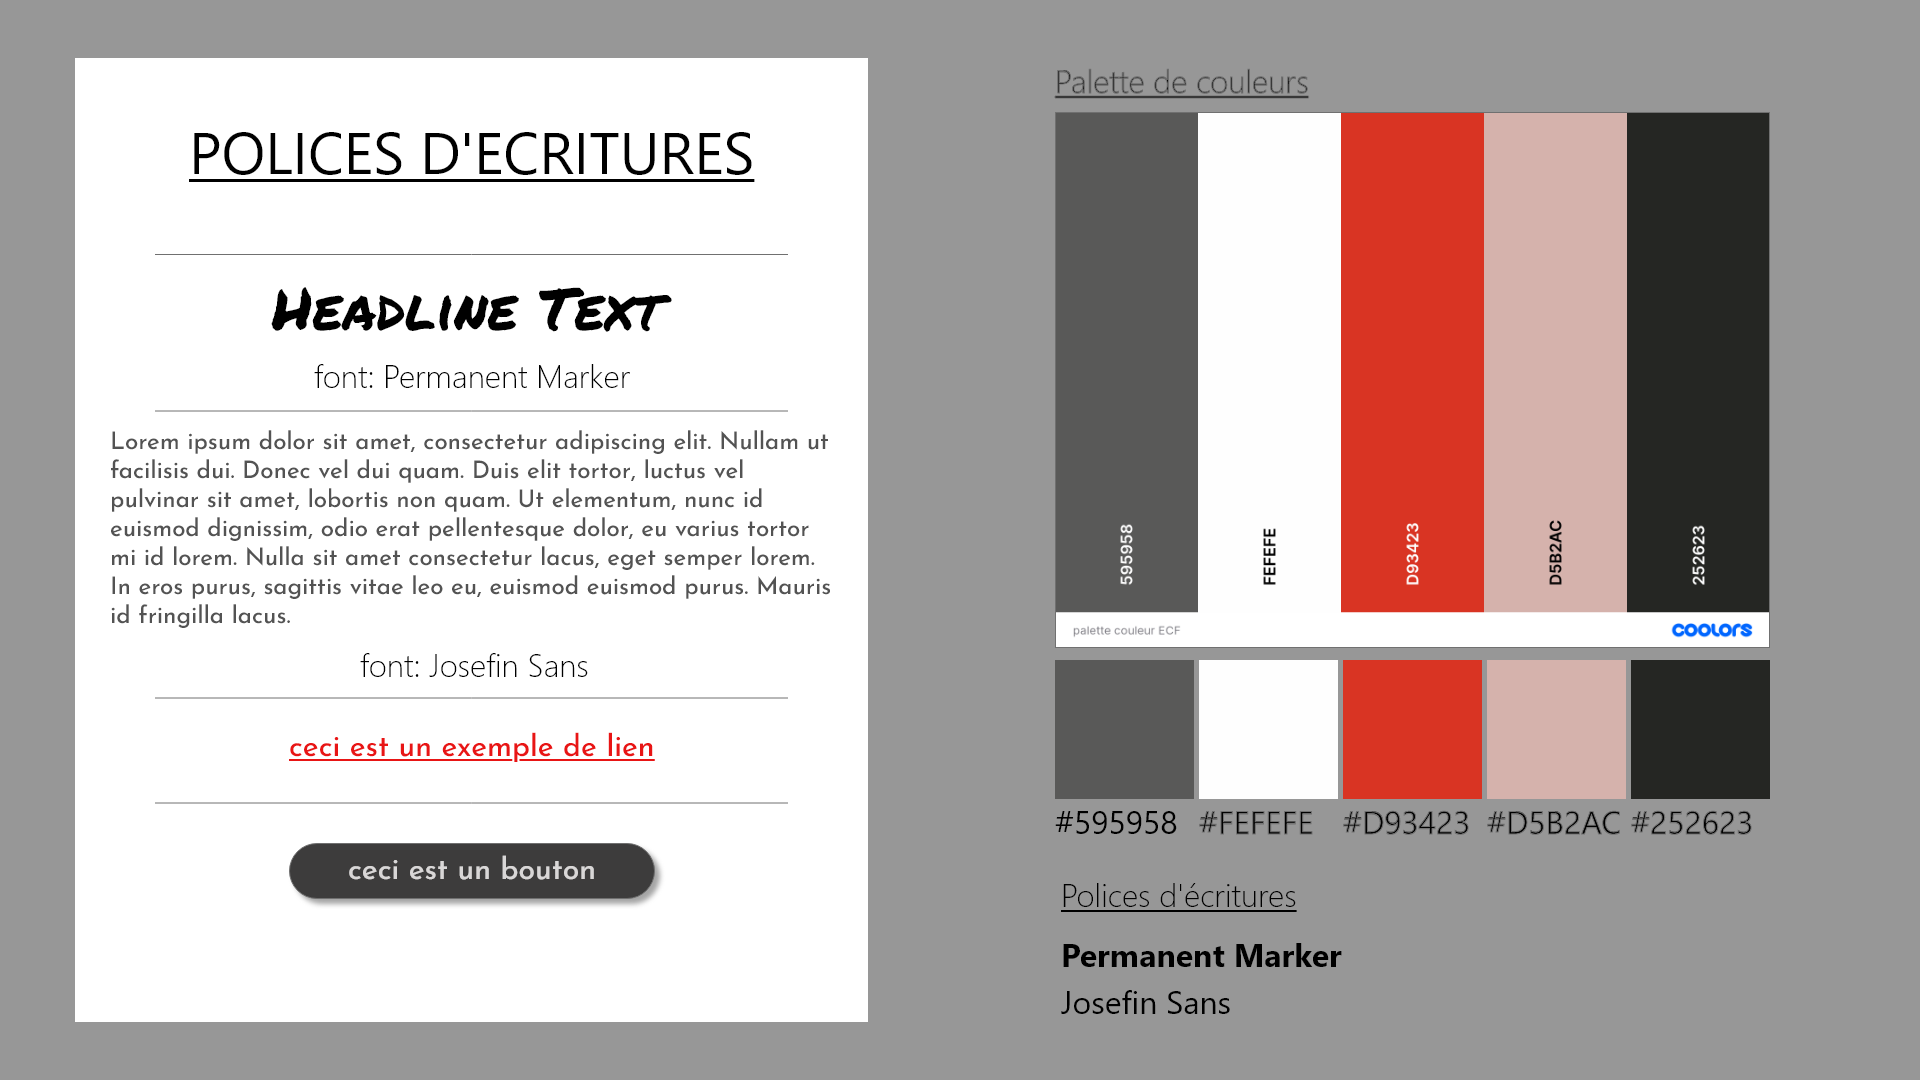 POLICES D'ECRITURES
Headline Text
font: Permanent Marker
Lorem ipsum dolor sit amet, consectetur adipiscing elit. Nullam ut
facilisis dui. Donec vel dui quam. Duis elit tortor, luctus vel
pulvinar sit amet, lobortis non quam. Ut elementum, nunc id
euismod dignissim, odio erat pellentesque dolor, eu varius tortor
mi id lorem. Nulla sit amet consectetur lacus, eget semper lorem.
In eros purus, sagittis vitae leo eu, euismod euismod purus. Mauris
id fringilla lacus.
font: Josefin Sans
ceci est un exemple de lien
ceci est un bouton
Palette de couleurs
595958
FEFEFE
D93423
D5B2AC
252623
palette couleur ECF
coolors
#595958 #FEFEFE #D93423 #D5B2AC #252623
Polices d'écritures
Permanent Marker
Josefin Sans